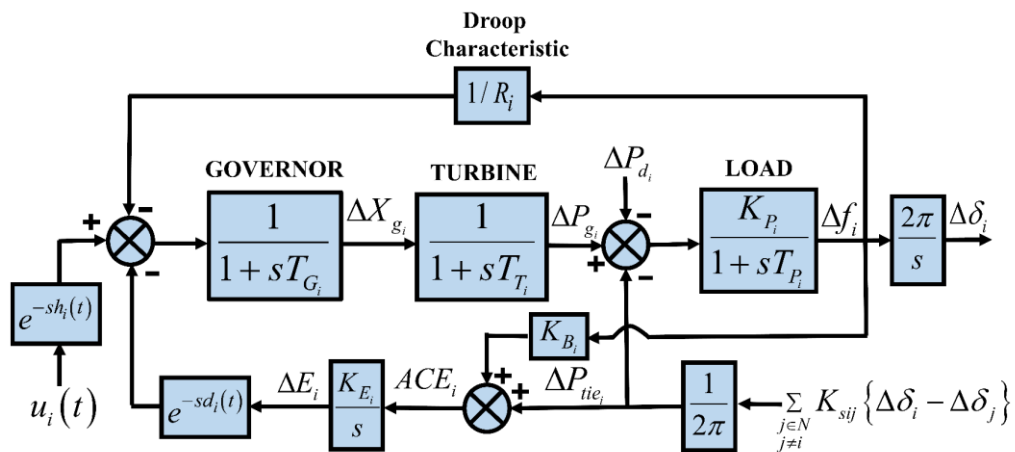 Droop
Characteristic
1/ R_i
GOVERNOR
TURBINE
ΔP_{d_i}
LOAD
+
-
1
1 + sT_{G_i}
ΔX_{g_i}
1
1 + sT_{T_i}
ΔP_{g_i}
-
+
-
K_{P_i}
1 + sT_{P_i}
Δf_i
2π
s
Δδ_i
-
e^{-sh_i(t)}
u_i(t)
e^{-sd_i(t)}
ΔE_i
K_{E_i}
s
ACE_i
+
+
K_{B_i}
ΔP_{tie_i}
1
2π
∑_{j∈N j≠i} K_{sij} {Δδ_i − Δδ_j}